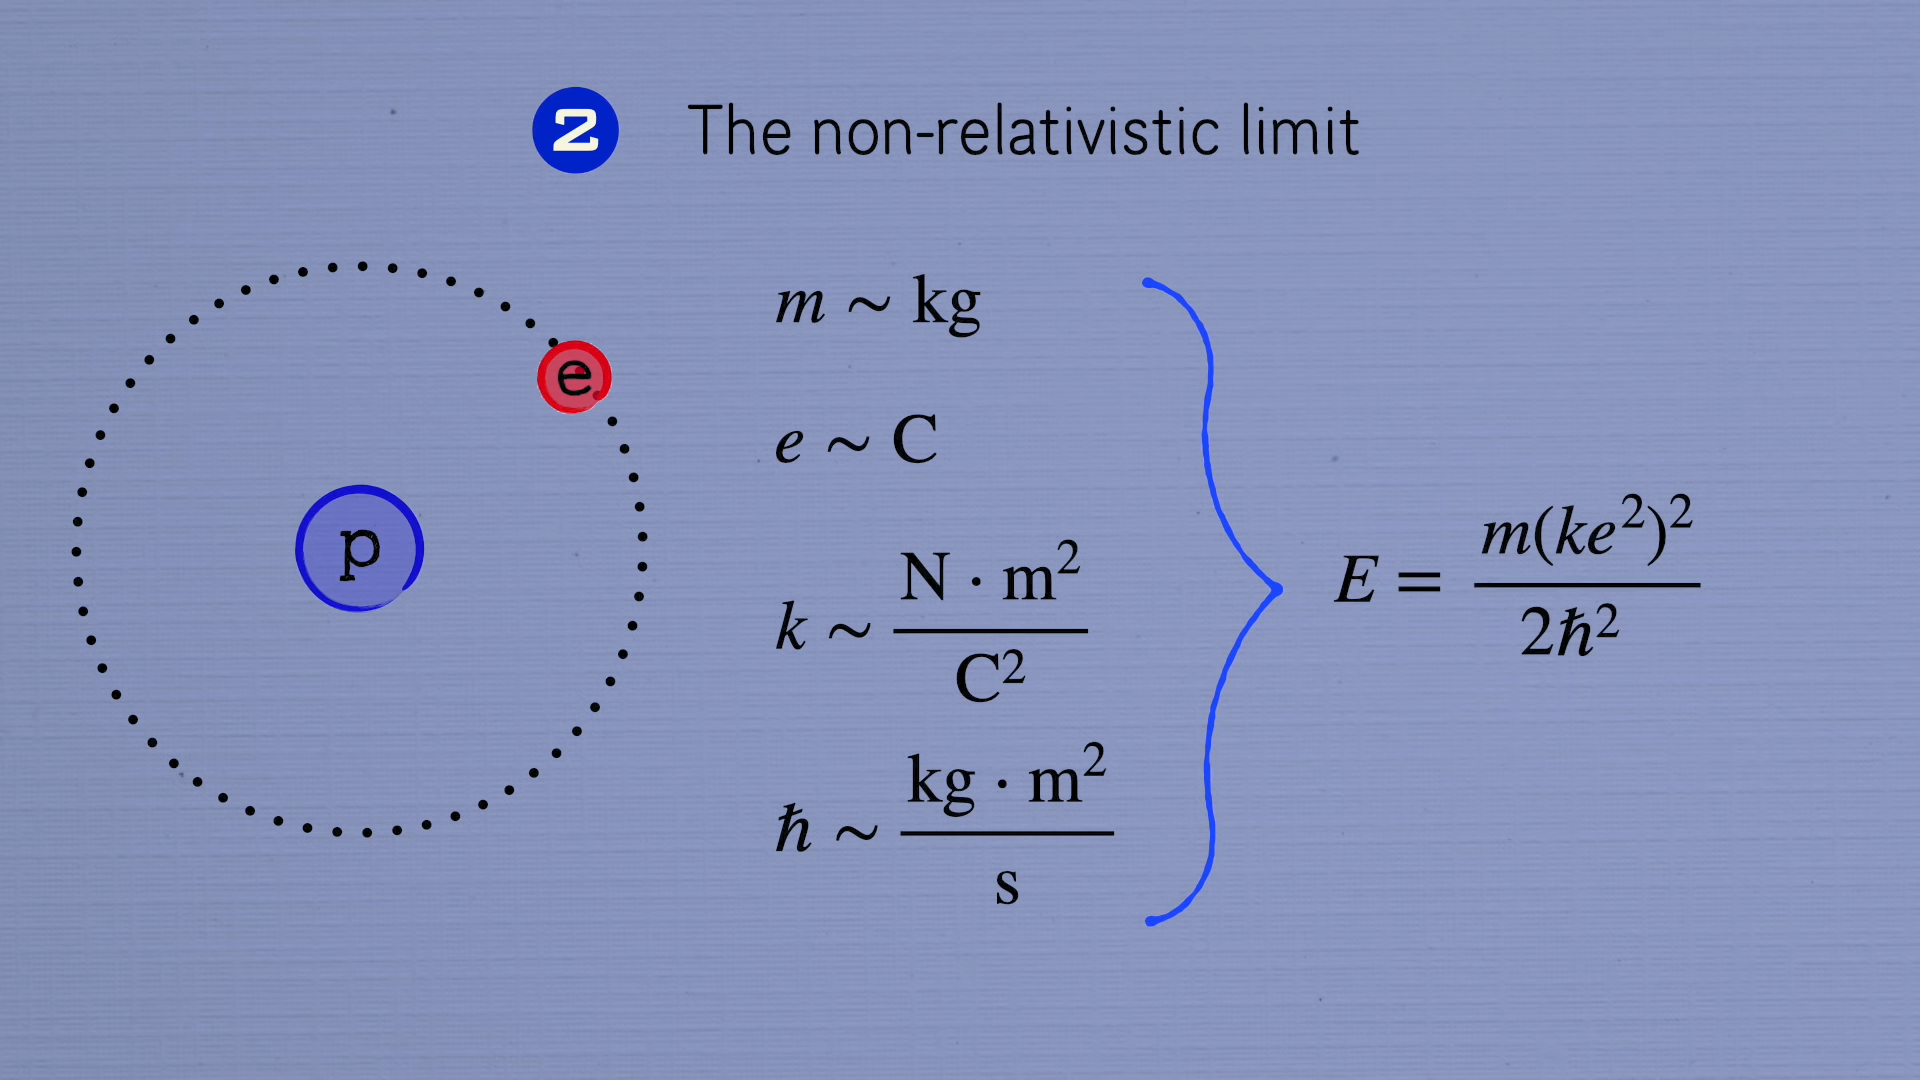 2 The non-relativistic limit
e
p
m ~ kg
e ~ C
k ~ N · m² / C²
ħ ~ kg · m² / s
E = m(ke²)² / 2ħ²